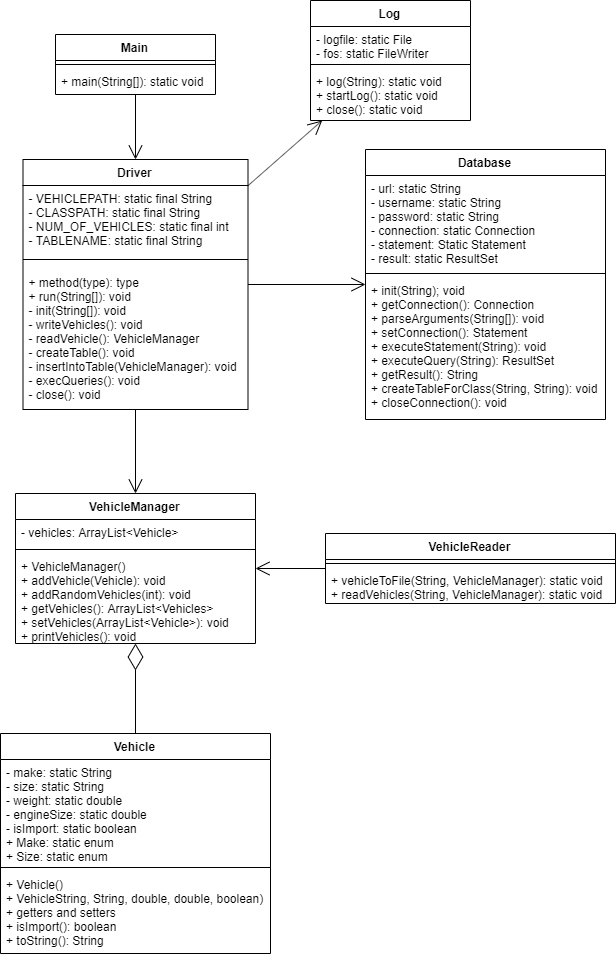 Main
+ main(String[]): static void
Log
- logfile: static File
- fos: static FileWriter
+ log(String): static void
+ startLog(): static void
+ close(): static void
Driver
- VEHICLEPATH: static final String
- CLASSPATH: static final String
- NUM_OF_VEHICLES: static final int
- TABLENAME: static final String
+ method(type): type
+ run(String[]): void
- init(String[]): void
- writeVehicles(): void
- readVehicle(): VehicleManager
- createTable(): void
- insertIntoTable(VehicleManager): void
- execQueries(): void
- close(): void
Database
- url: static String
- username: static String
- password: static String
- connection: static Connection
- statement: Static Statement
- result: static ResultSet
+ init(String); void
+ getConnection(): Connection
+ parseArguments(String[]): void
+ setConnection(): Statement
+ executeStatement(String): void
+ executeQuery(String): ResultSet
+ getResult(): String
+ createTableForClass(String, String): void
+ closeConnection(): void
VehicleManager
- vehicles: ArrayList<Vehicle>
+ VehicleManager()
+ addVehicle(Vehicle): void
+ addRandomVehicles(int): void
+ getVehicles(): ArrayList<Vehicles>
+ setVehicles(ArrayList<Vehicle>): void
+ printVehicles(): void
VehicleReader
+ vehicleToFile(String, VehicleManager): static void
+ readVehicles(String, VehicleManager): static void
Vehicle
- make: static String
- size: static String
- weight: static double
- engineSize: static double
- isImport: static boolean
+ Make: static enum
+ Size: static enum
+ Vehicle()
+ VehicleString, String, double, double, boolean)
+ getters and setters
+ isImport(): boolean
+ toString(): String